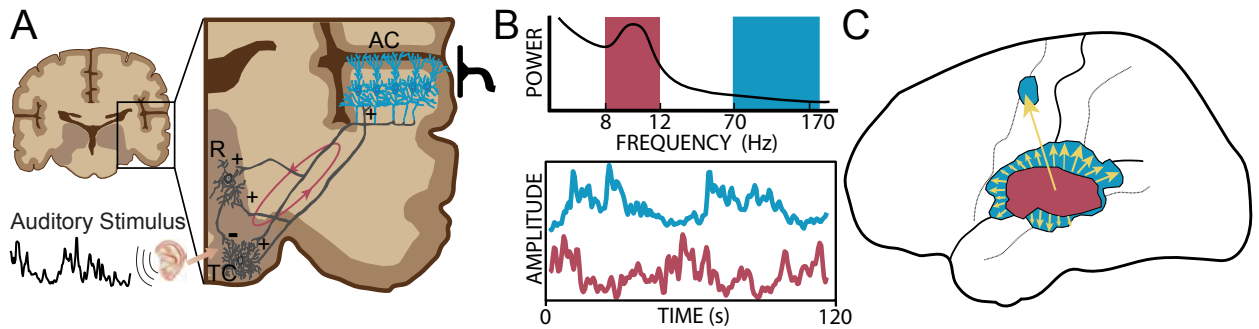 A
AC
+
R
+
+
-
+
TC
Auditory Stimulus
B
POWER
8 12 70 170
FREQUENCY (Hz)
AMPLITUDE
0 TIME (s) 120
C